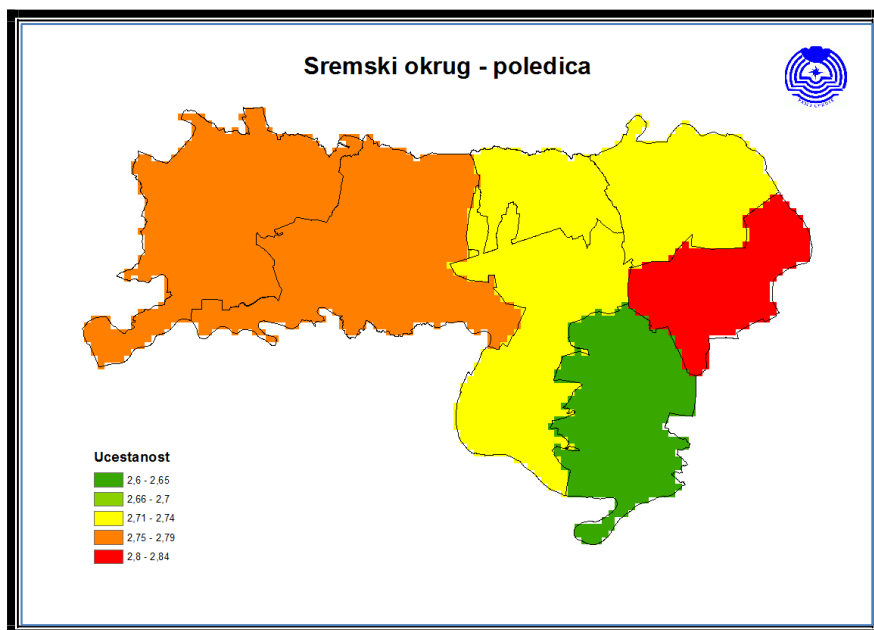 Sremski okrug - poledica
Ucestanost
2,6 - 2,65
2,66 - 2,7
2,71 - 2,74
2,75 - 2,79
2,8 - 2,84